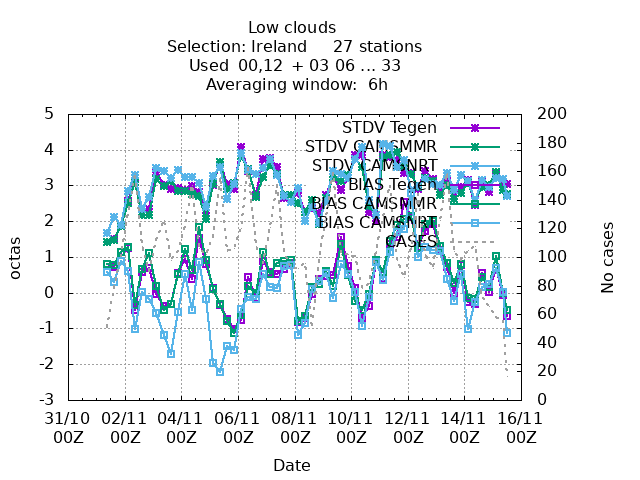 Low clouds
Selection: Ireland 27 stations
Used 00,12 + 03 06 ... 33
Averaging window: 6h
5 200
STDV Tegen
180
STDV CAMSMMR
4
STDV CAMSNRT
160
3 BIAS Tegen
140
BIAS CAMSMMR
2 BIAS CAMSNRT
120
CASES
1 100
octas No cases
80
0
60
-1
40
-2
20
-3 0
31/10 02/11 04/11 06/11 08/11 10/11 12/11 14/11 16/11
00Z 00Z 00Z 00Z 00Z 00Z 00Z 00Z 00Z
Date